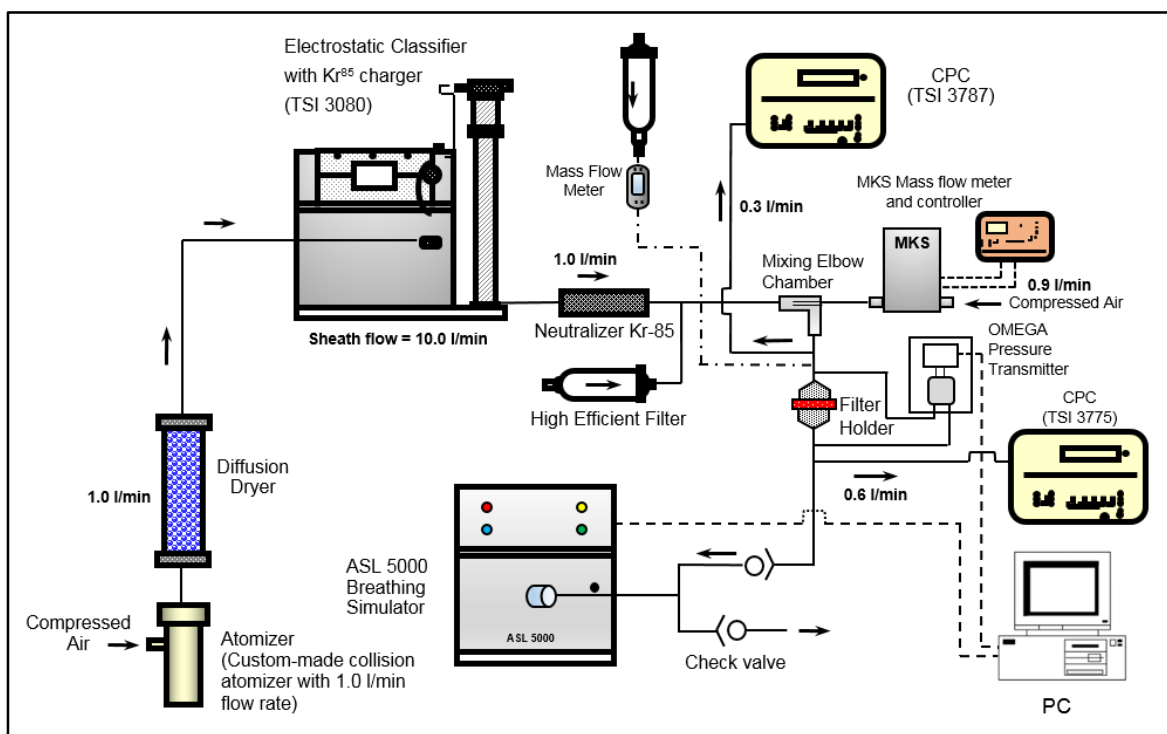 Electrostatic Classifier
with Kr⁸⁵ charger
(TSI 3080)
CPC
(TSI 3787)
Mass Flow
Meter
MKS Mass flow meter
and controller
0.3 l/min
MKS
1.0 l/min
Mixing Elbow
Chamber
0.9 l/min
Compressed Air
Neutralizer Kr-85
Sheath flow = 10.0 l/min
OMEGA
Pressure
Transmitter
High Efficient Filter
Filter
Holder
CPC
(TSI 3775)
Diffusion
Dryer
1.0 l/min
0.6 l/min
ASL 5000
Breathing
Simulator
ASL 5000
Compressed
Air
Atomizer
(Custom-made collision
atomizer with 1.0 l/min
flow rate)
Check valve
PC